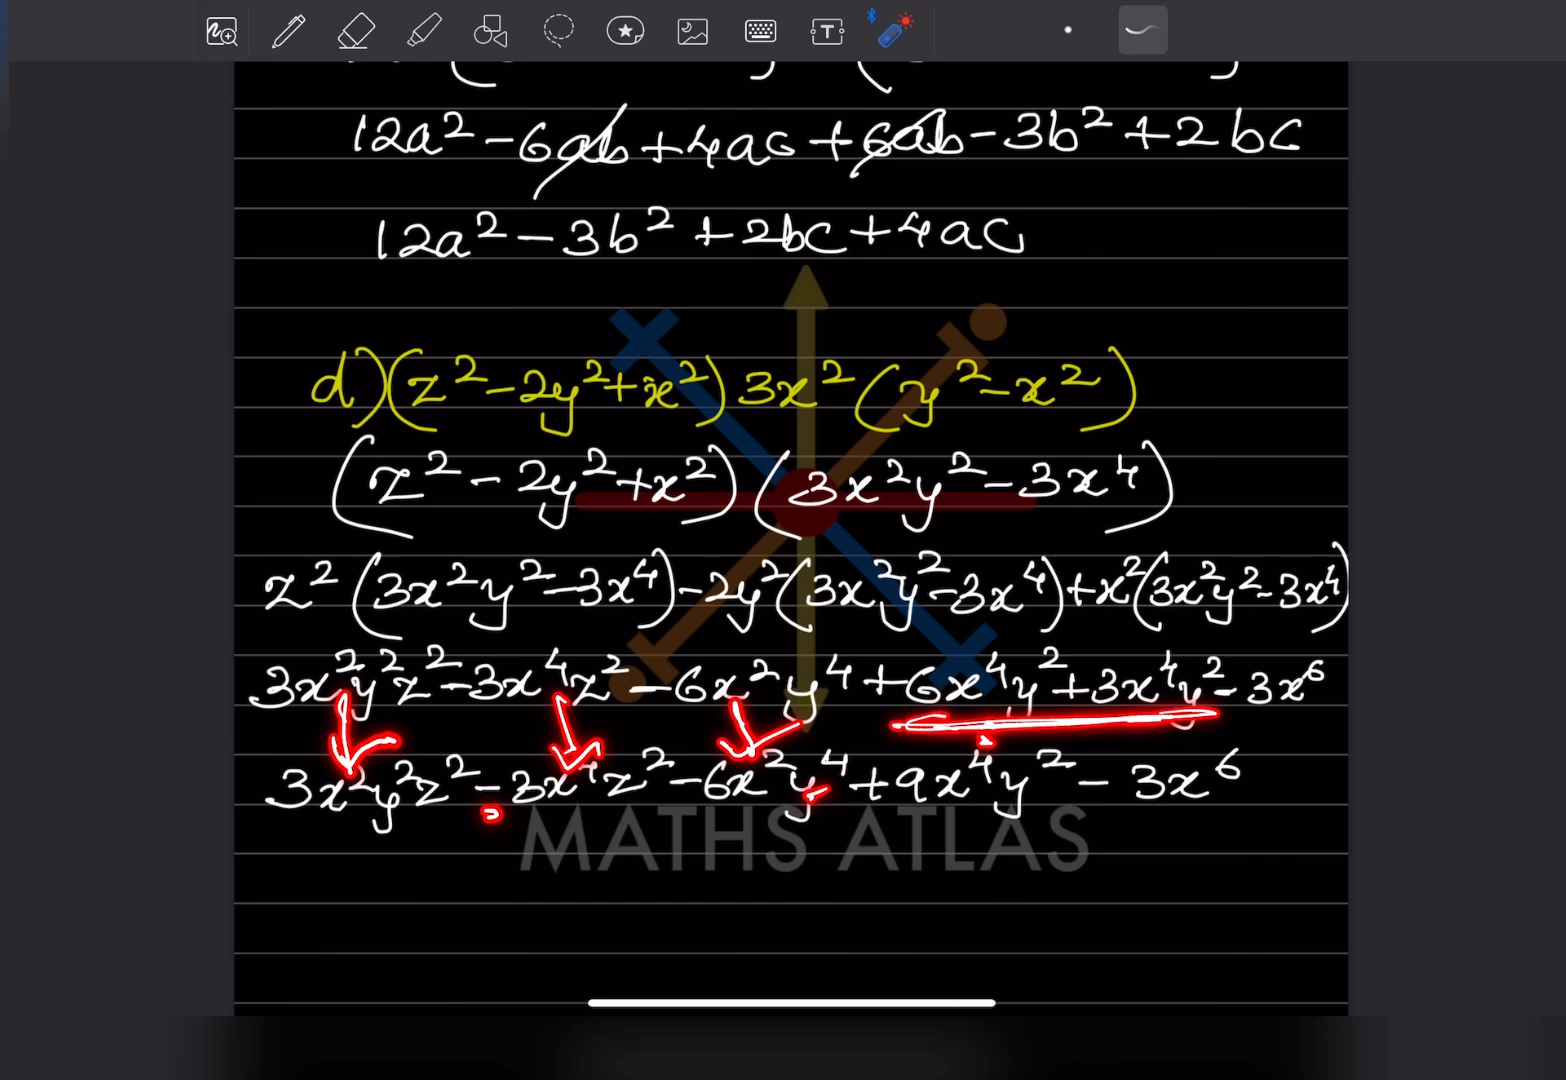 12a² - 6ab + 4ac + 6ab - 3b² + 2bc
12a² - 3b² + 2bc + 4ac
d) (z² - 2y² + x²) 3x² (y² - x²)
(z² - 2y² + x²) (3x²y² - 3x⁴)
z² (3x²y² - 3x⁴) - 2y² (3x²y² - 3x⁴) + x² (3x²y² - 3x⁴)
3x²y²z² - 3x⁴z² - 6x²y⁴ + 6x⁴y² + 3x⁴y² - 3x⁶
3x²y²z² - 3x⁴z² - 6x²y⁴ + 9x⁴y² - 3x⁶
MATHS ATLAS